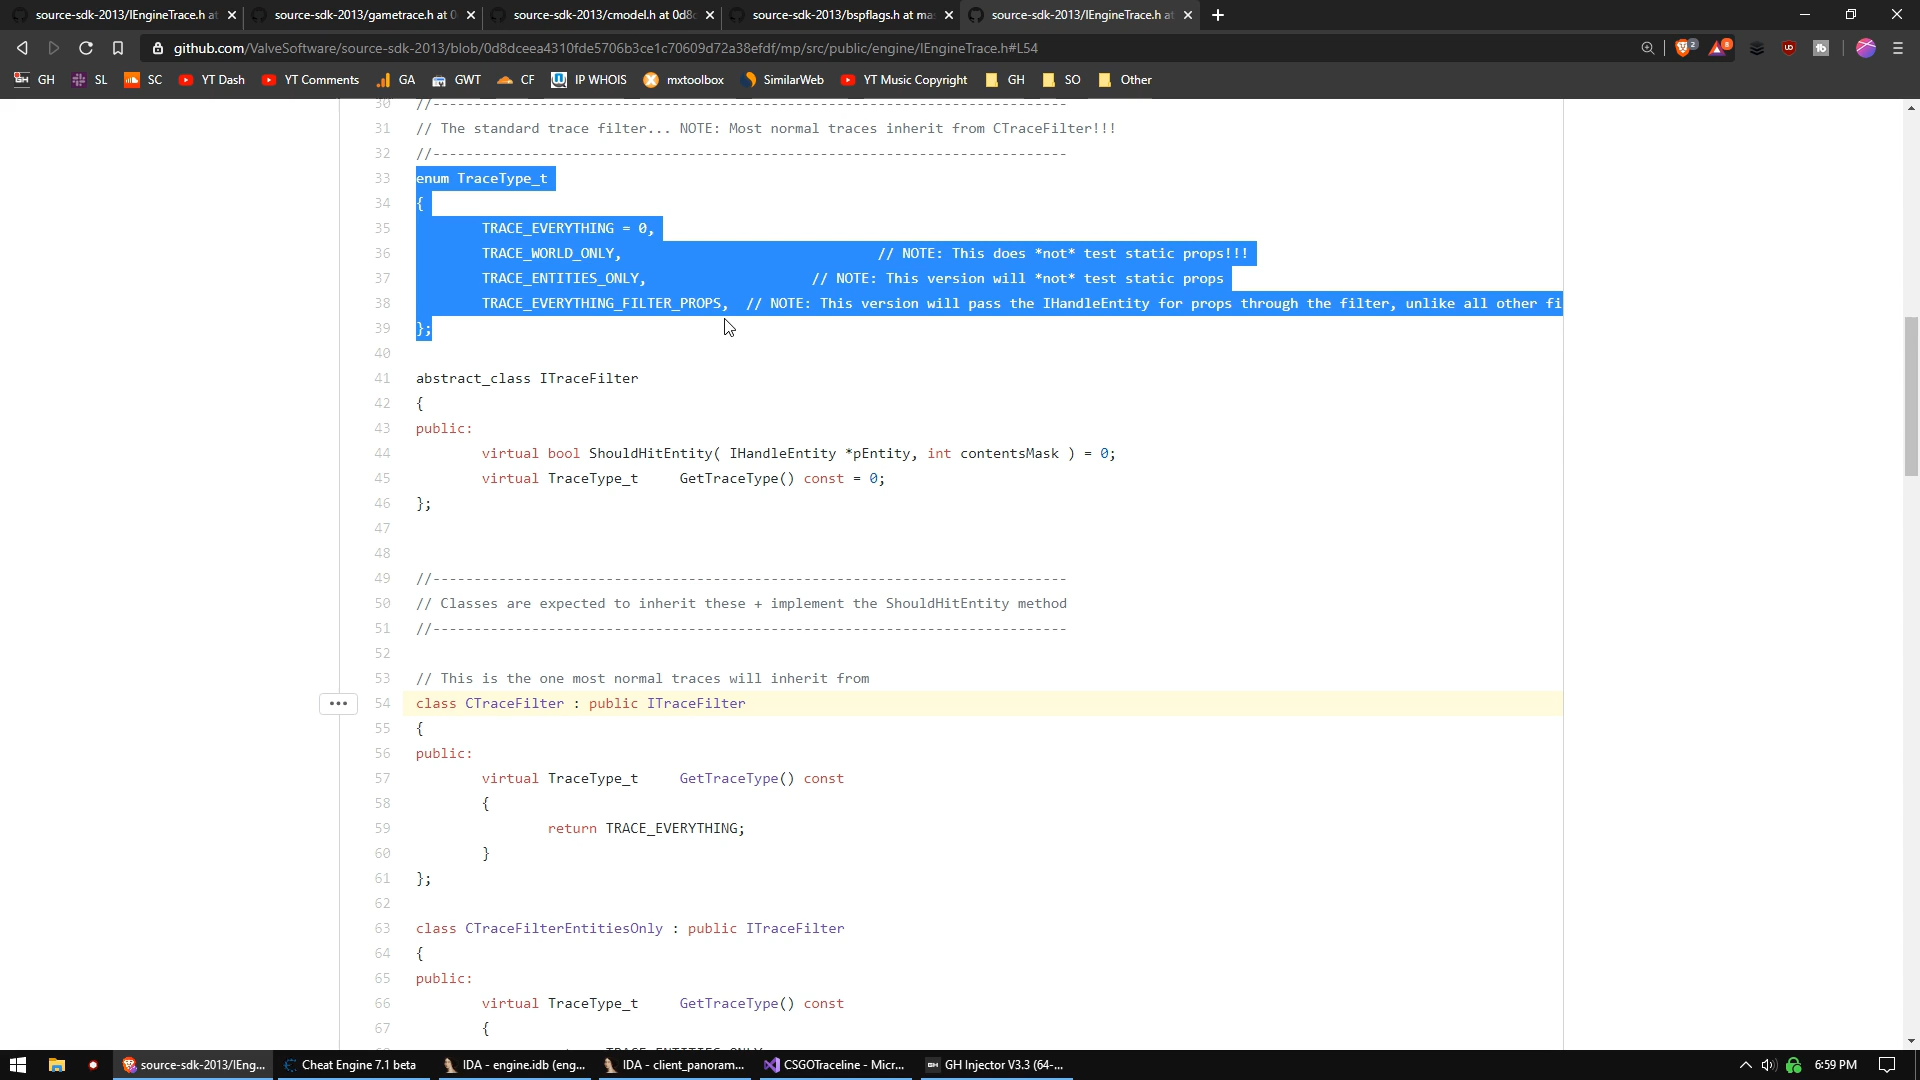 source-sdk-2013/IEngineTrace.h at
source-sdk-2013/gametrace.h at 0
source-sdk-2013/cmodel.h at 0d8c
source-sdk-2013/bspflags.h at ma
source-sdk-2013/IEngineTrace.h at
github.com/ValveSoftware/source-sdk-2013/blob/0d8dceea4310fde5706b3ce1c70609d72a38efdf/mp/src/public/engine/IEngineTrace.h#L54
2
8
GH SL SC YT Dash YT Comments GA GWT CF IP WHOIS mxtoolbox SimilarWeb YT Music Copyright GH SO Other
30 //----------------------------------------------------------------------------
31 // The standard trace filter... NOTE: Most normal traces inherit from CTraceFilter!!!
32 //----------------------------------------------------------------------------
33 enum TraceType_t
34 {
35 TRACE_EVERYTHING = 0,
36 TRACE_WORLD_ONLY, // NOTE: This does *not* test static props!!!
37 TRACE_ENTITIES_ONLY, // NOTE: This version will *not* test static props
38 TRACE_EVERYTHING_FILTER_PROPS, // NOTE: This version will pass the IHandleEntity for props through the filter, unlike all other fi
39 };
40
41 abstract_class ITraceFilter
42 {
43 public:
44 virtual bool ShouldHitEntity( IHandleEntity *pEntity, int contentsMask ) = 0;
45 virtual TraceType_t GetTraceType() const = 0;
46 };
47
48
49 //----------------------------------------------------------------------------
50 // Classes are expected to inherit these + implement the ShouldHitEntity method
51 //----------------------------------------------------------------------------
52
53 // This is the one most normal traces will inherit from
54 class CTraceFilter : public ITraceFilter
55 {
56 public:
57 virtual TraceType_t GetTraceType() const
58 {
59 return TRACE_EVERYTHING;
60 }
61 };
62
63 class CTraceFilterEntitiesOnly : public ITraceFilter
64 {
65 public:
66 virtual TraceType_t GetTraceType() const
67 {
source-sdk-2013/IEng...
Cheat Engine 7.1 beta
IDA - engine.idb (eng...
IDA - client_panoram...
CSGOTraceline - Micr...
GH Injector V3.3 (64-...
6:59 PM